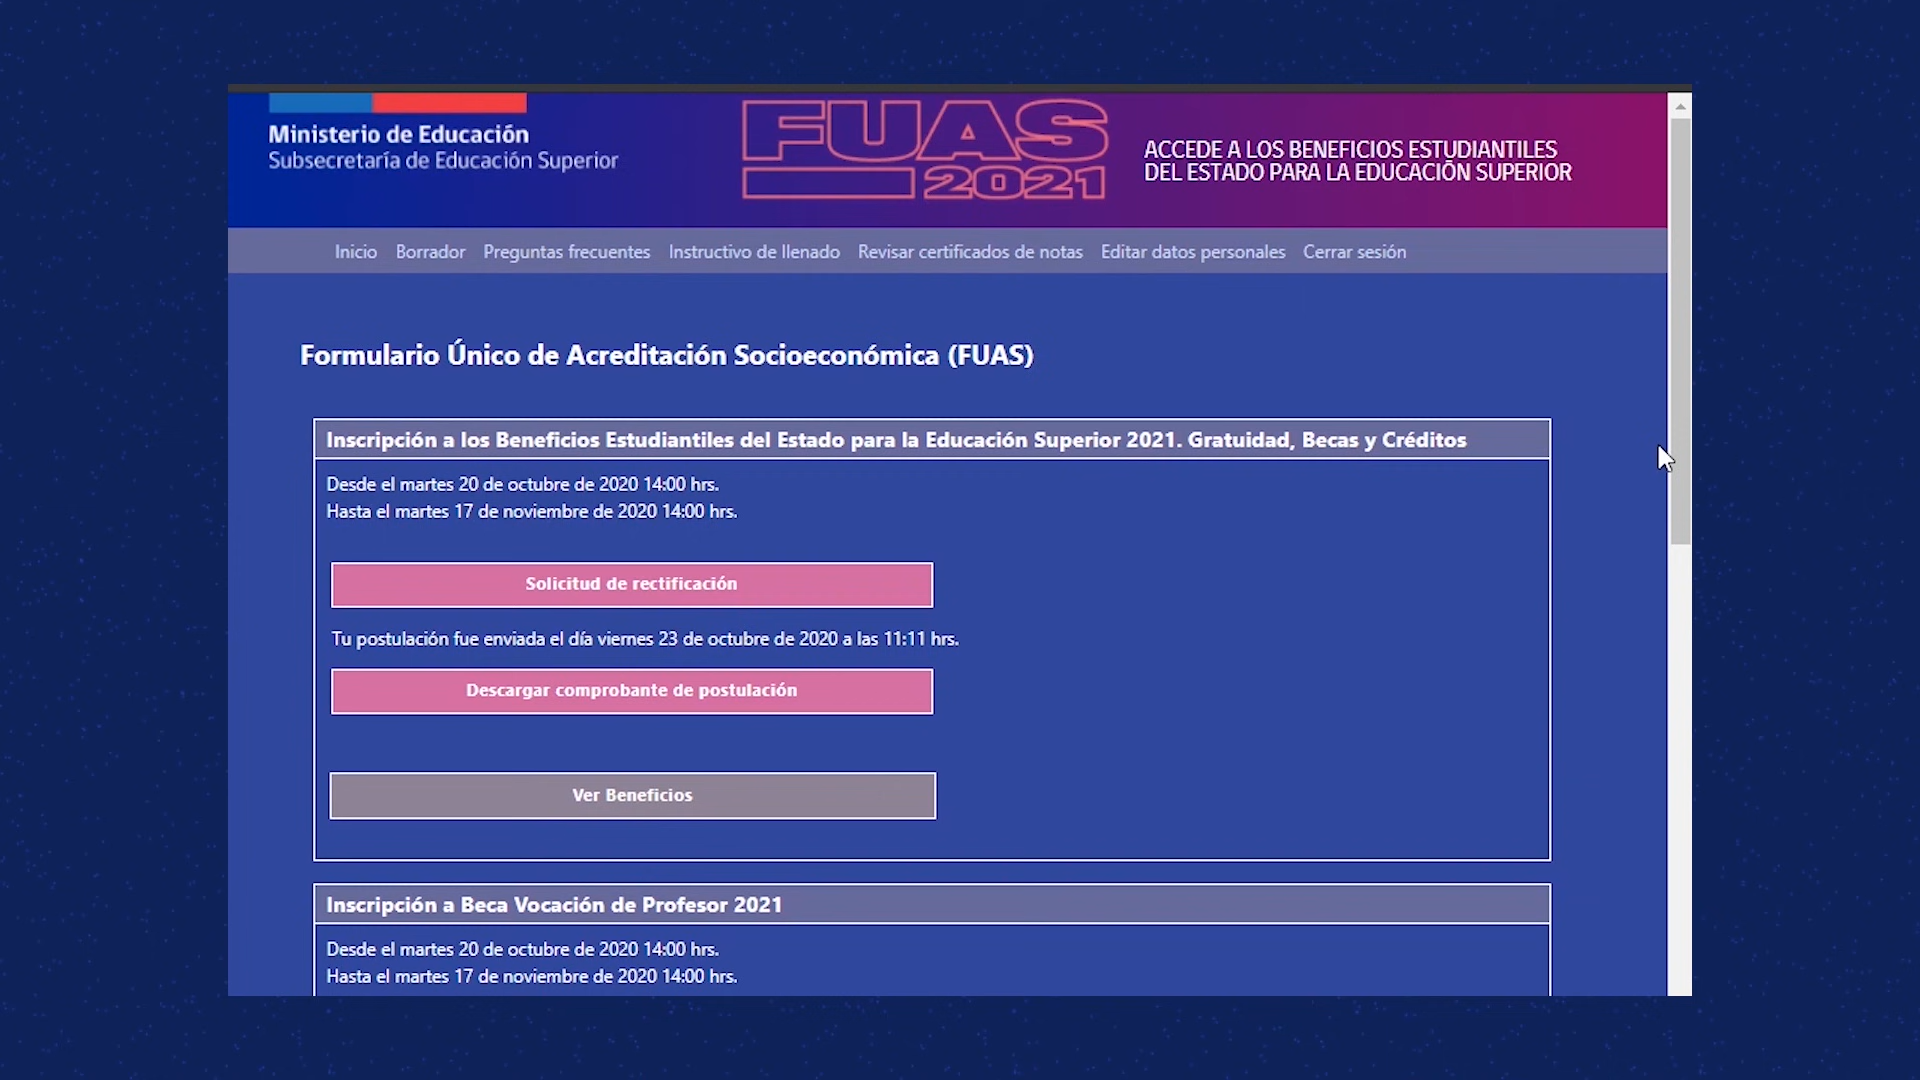 Ministerio de Educación
Subsecretaría de Educación Superior
FUAS
2021
ACCEDE A LOS BENEFICIOS ESTUDIANTILES
DEL ESTADO PARA LA EDUCACIÓN SUPERIOR
Inicio Borrador Preguntas frecuentes Instructivo de llenado Revisar certificados de notas Editar datos personales Cerrar sesión
Formulario Único de Acreditación Socioeconómica (FUAS)
Inscripción a los Beneficios Estudiantiles del Estado para la Educación Superior 2021. Gratuidad, Becas y Créditos
Desde el martes 20 de octubre de 2020 14:00 hrs.
Hasta el martes 17 de noviembre de 2020 14:00 hrs.
Solicitud de rectificación
Tu postulación fue enviada el día viernes 23 de octubre de 2020 a las 11:11 hrs.
Descargar comprobante de postulación
Ver Beneficios
Inscripción a Beca Vocación de Profesor 2021
Desde el martes 20 de octubre de 2020 14:00 hrs.
Hasta el martes 17 de noviembre de 2020 14:00 hrs.